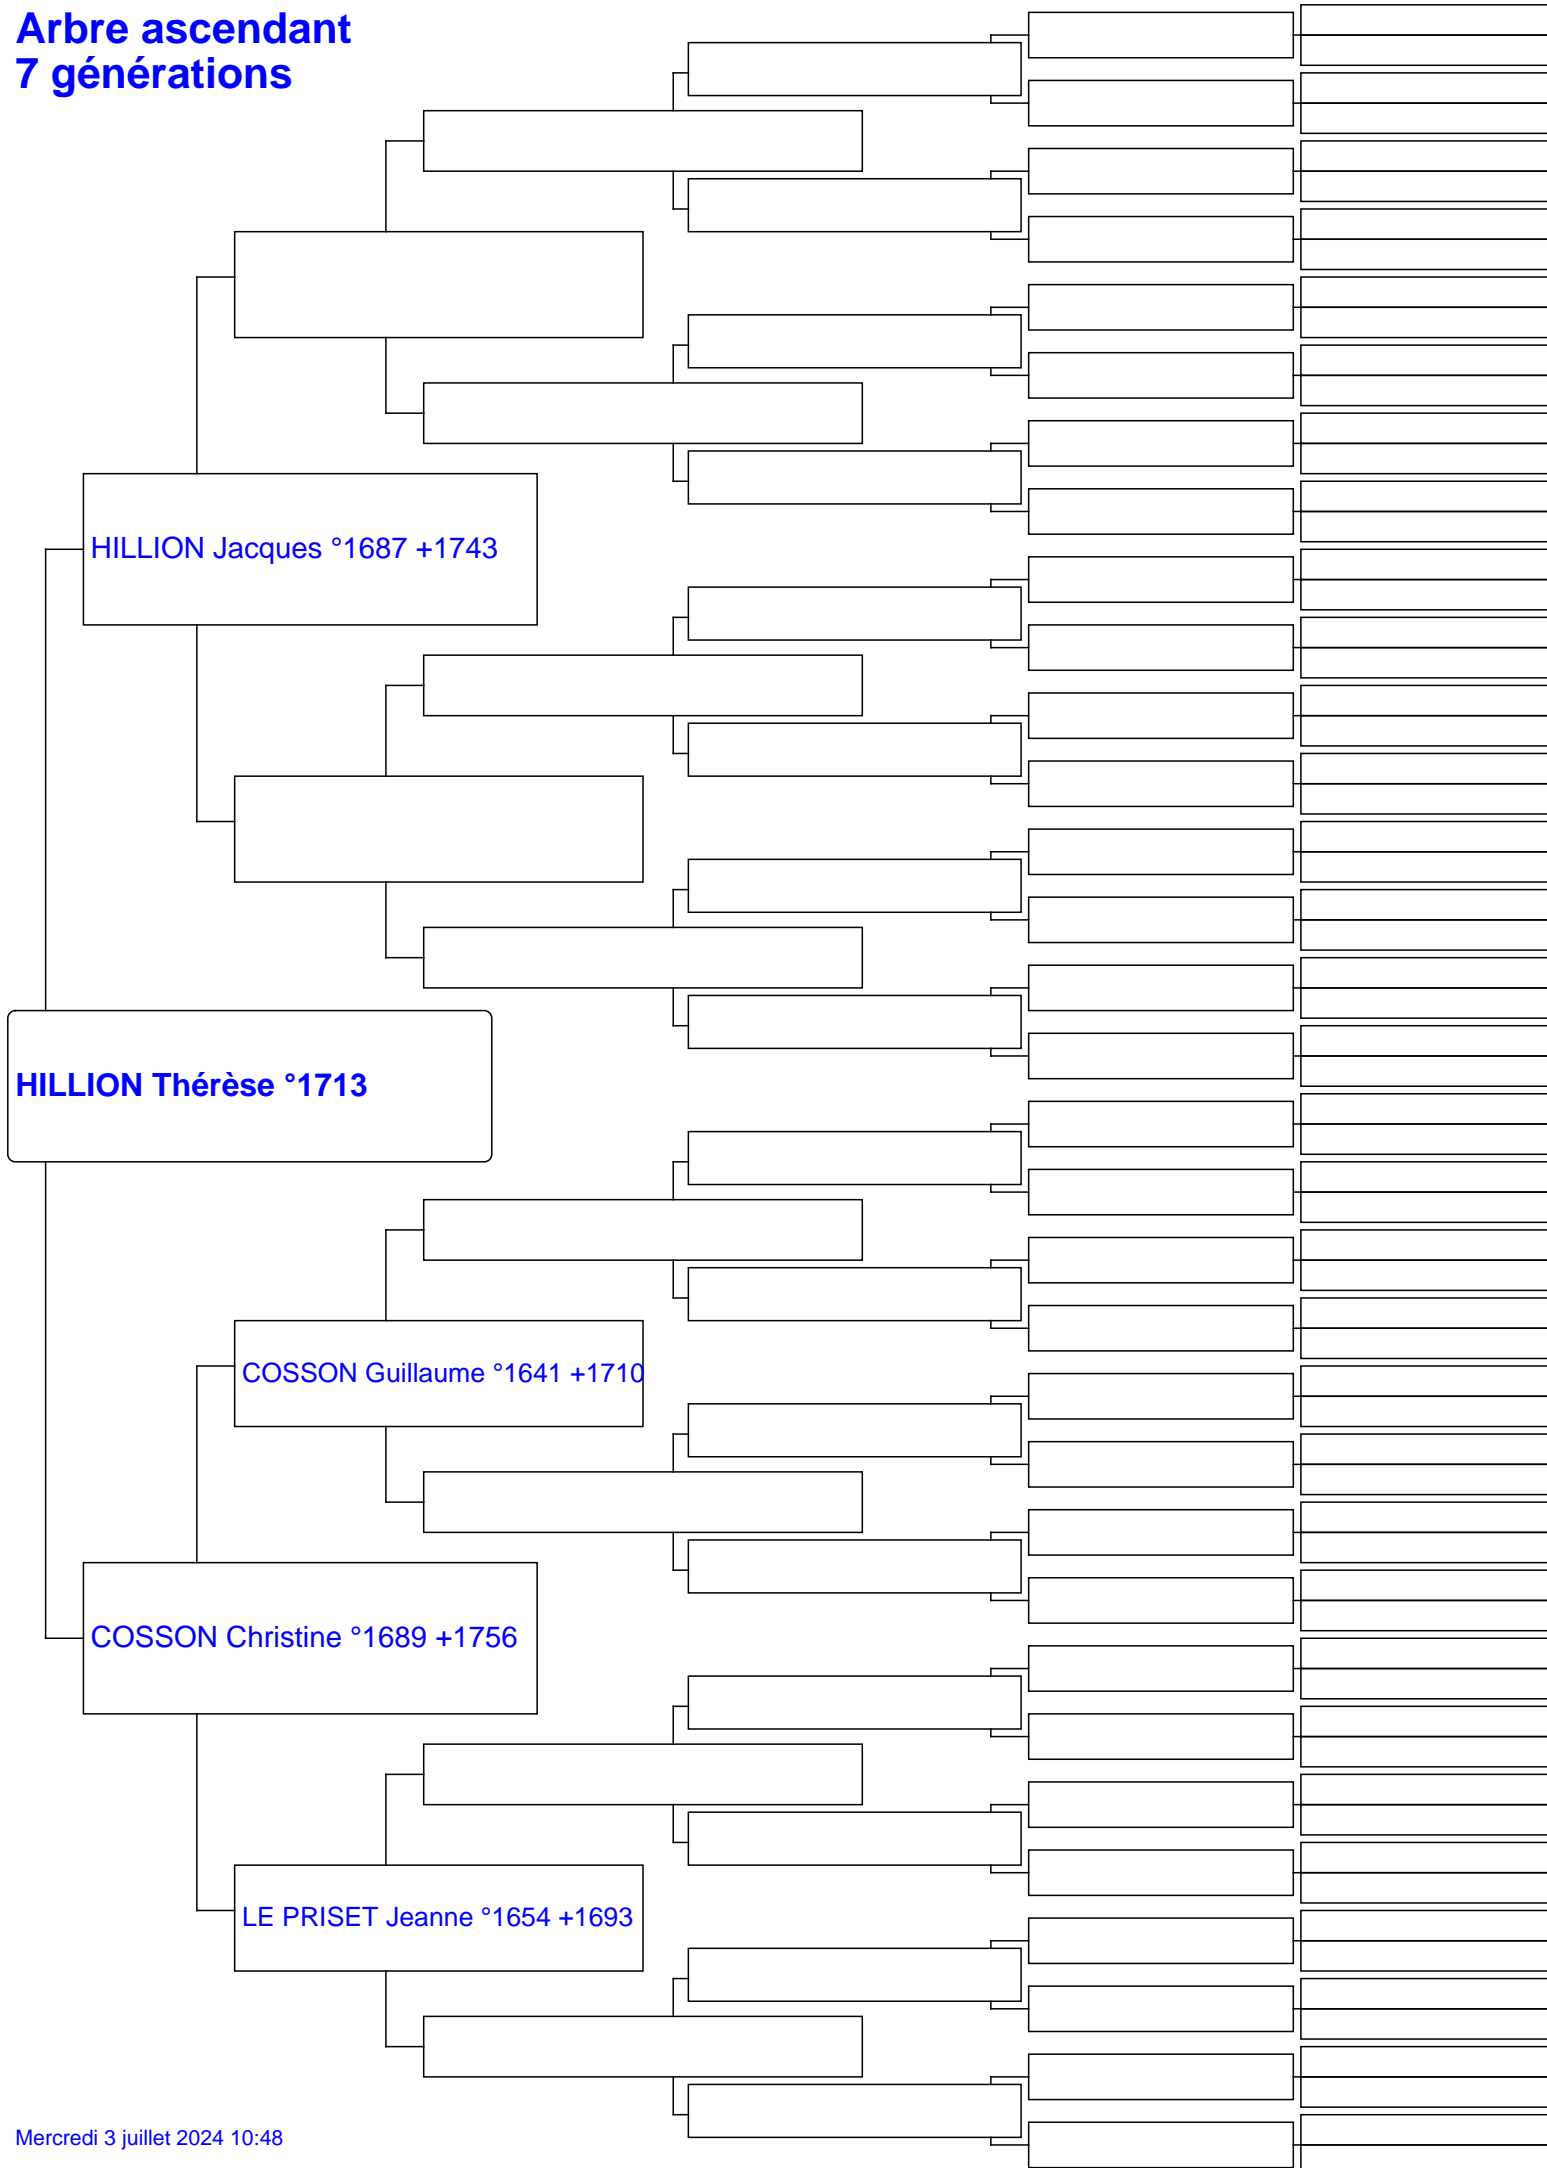 Arbre ascendant
7 générations
HILLION Jacques °1687 +1743
HILLION Thérèse °1713
COSSON Guillaume °1641 +1710
COSSON Christine °1689 +1756
LE PRISET Jeanne °1654 +1693
Mercredi 3 juillet 2024 10:48